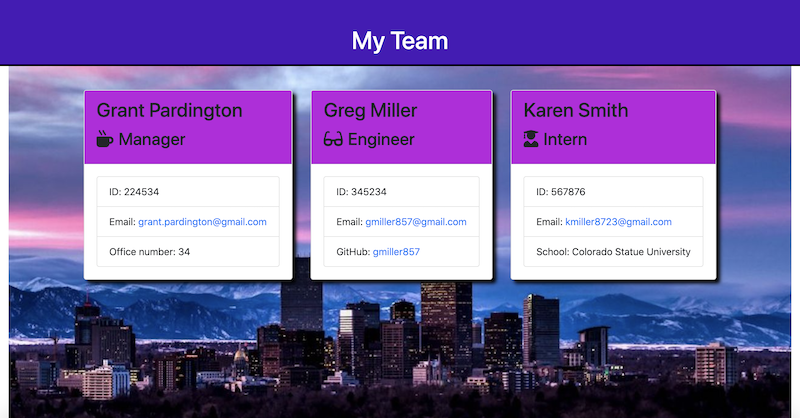 My Team
Grant Pardington
Manager
ID: 224534
Email: grant.pardington@gmail.com
Office number: 34
Greg Miller
Engineer
ID: 345234
Email: gmiller857@gmail.com
GitHub: gmiller857
Karen Smith
Intern
ID: 567876
Email: kmiller8723@gmail.com
School: Colorado Statue University